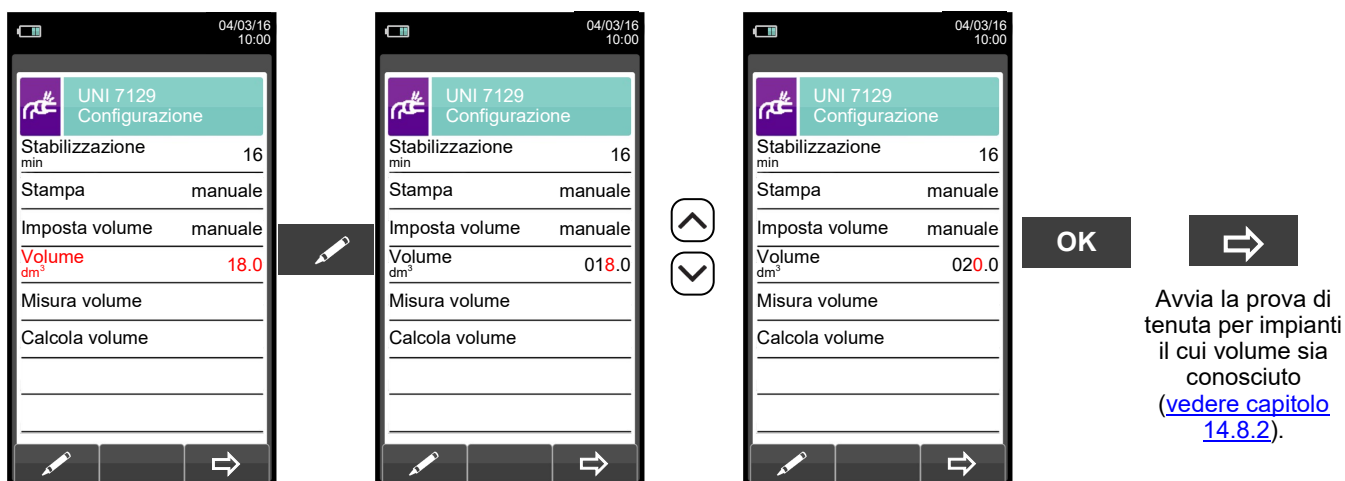 04/03/16
10:00
UNI 7129
Configurazione
Stabilizzazione
min
16
Stampa manuale
Imposta volume manuale
Volume
dm³
18.0
Misura volume
Calcola volume
04/03/16
10:00
UNI 7129
Configurazione
Stabilizzazione
min
16
Stampa manuale
Imposta volume manuale
Volume
dm³
018.0
Misura volume
Calcola volume
04/03/16
10:00
UNI 7129
Configurazione
Stabilizzazione
min
16
Stampa manuale
Imposta volume manuale
Volume
dm³
020.0
Misura volume
Calcola volume
OK
Avvia la prova di
tenuta per impianti
il cui volume sia
conosciuto
(vedere capitolo
14.8.2).